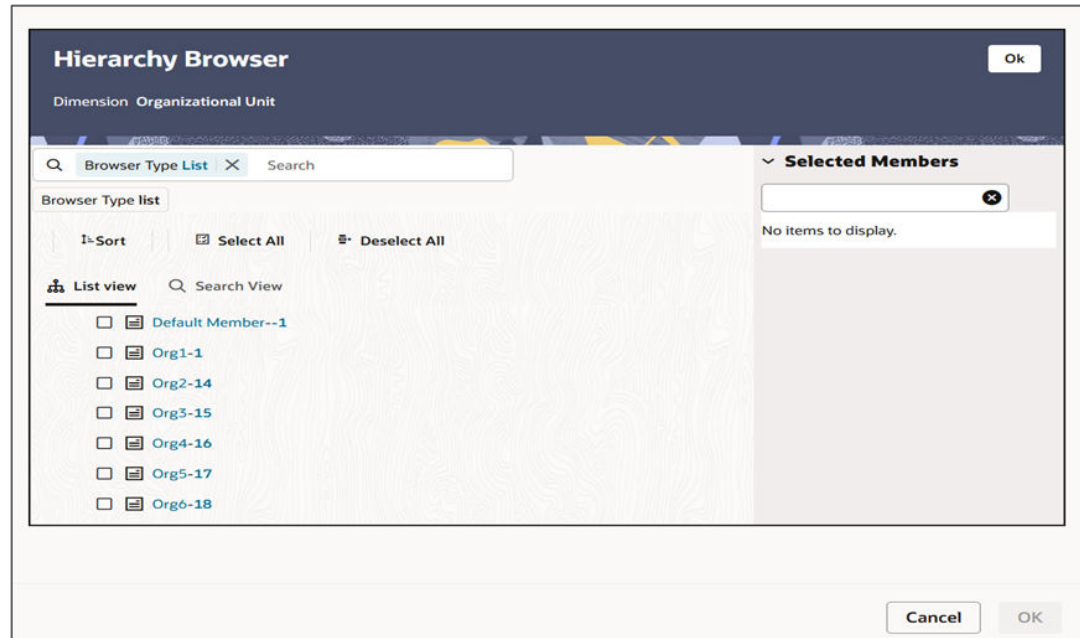 Hierarchy Browser
Ok
Dimension Organizational Unit
Browser Type List
Search
Browser Type list
Sort
Select All
Deselect All
List view
Search View
Default Member--1
Org1-1
Org2-14
Org3-15
Org4-16
Org5-17
Org6-18
Selected Members
No items to display.
Cancel
OK